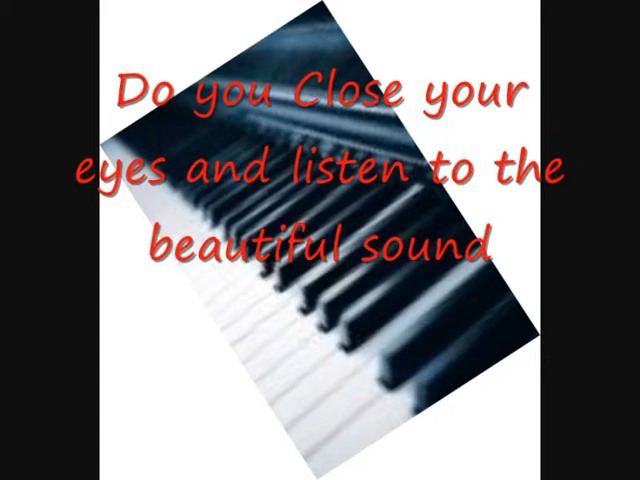 Do you Close your
eyes and listen to the
beautiful sound